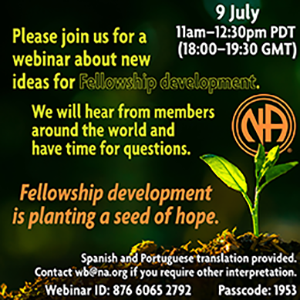 9 July
11am–12:30pm PDT
(18:00–19:30 GMT)
Please join us for a
webinar about new
ideas for Fellowship development.
We will hear from members
around the world and
have time for questions.
NA
®
Fellowship development
is planting a seed of hope.
Spanish and Portuguese translation provided.
Contact wb@na.org if you require other interpretation.
Webinar ID: 876 6065 2792 Passcode: 1953